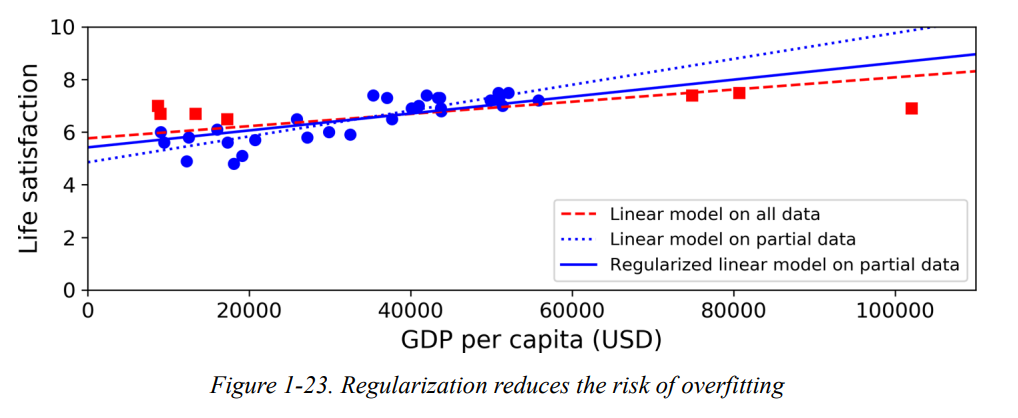 10
8
6
4
2
0
Life satisfaction
Linear model on all data
Linear model on partial data
Regularized linear model on partial data
0 20000 40000 60000 80000 100000
GDP per capita (USD)
Figure 1-23. Regularization reduces the risk of overfitting